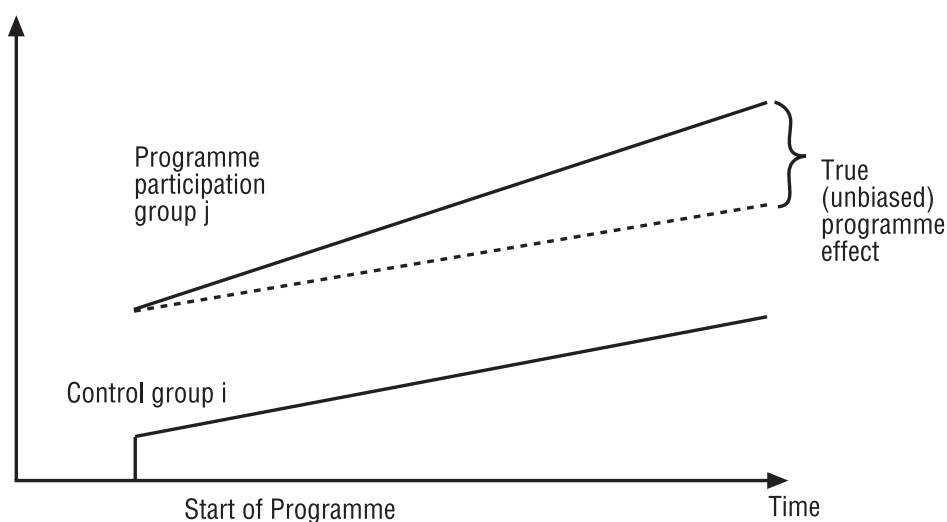 Programme
participation
group j
True
(unbiased)
programme
effect
Control group i
Start of Programme
Time